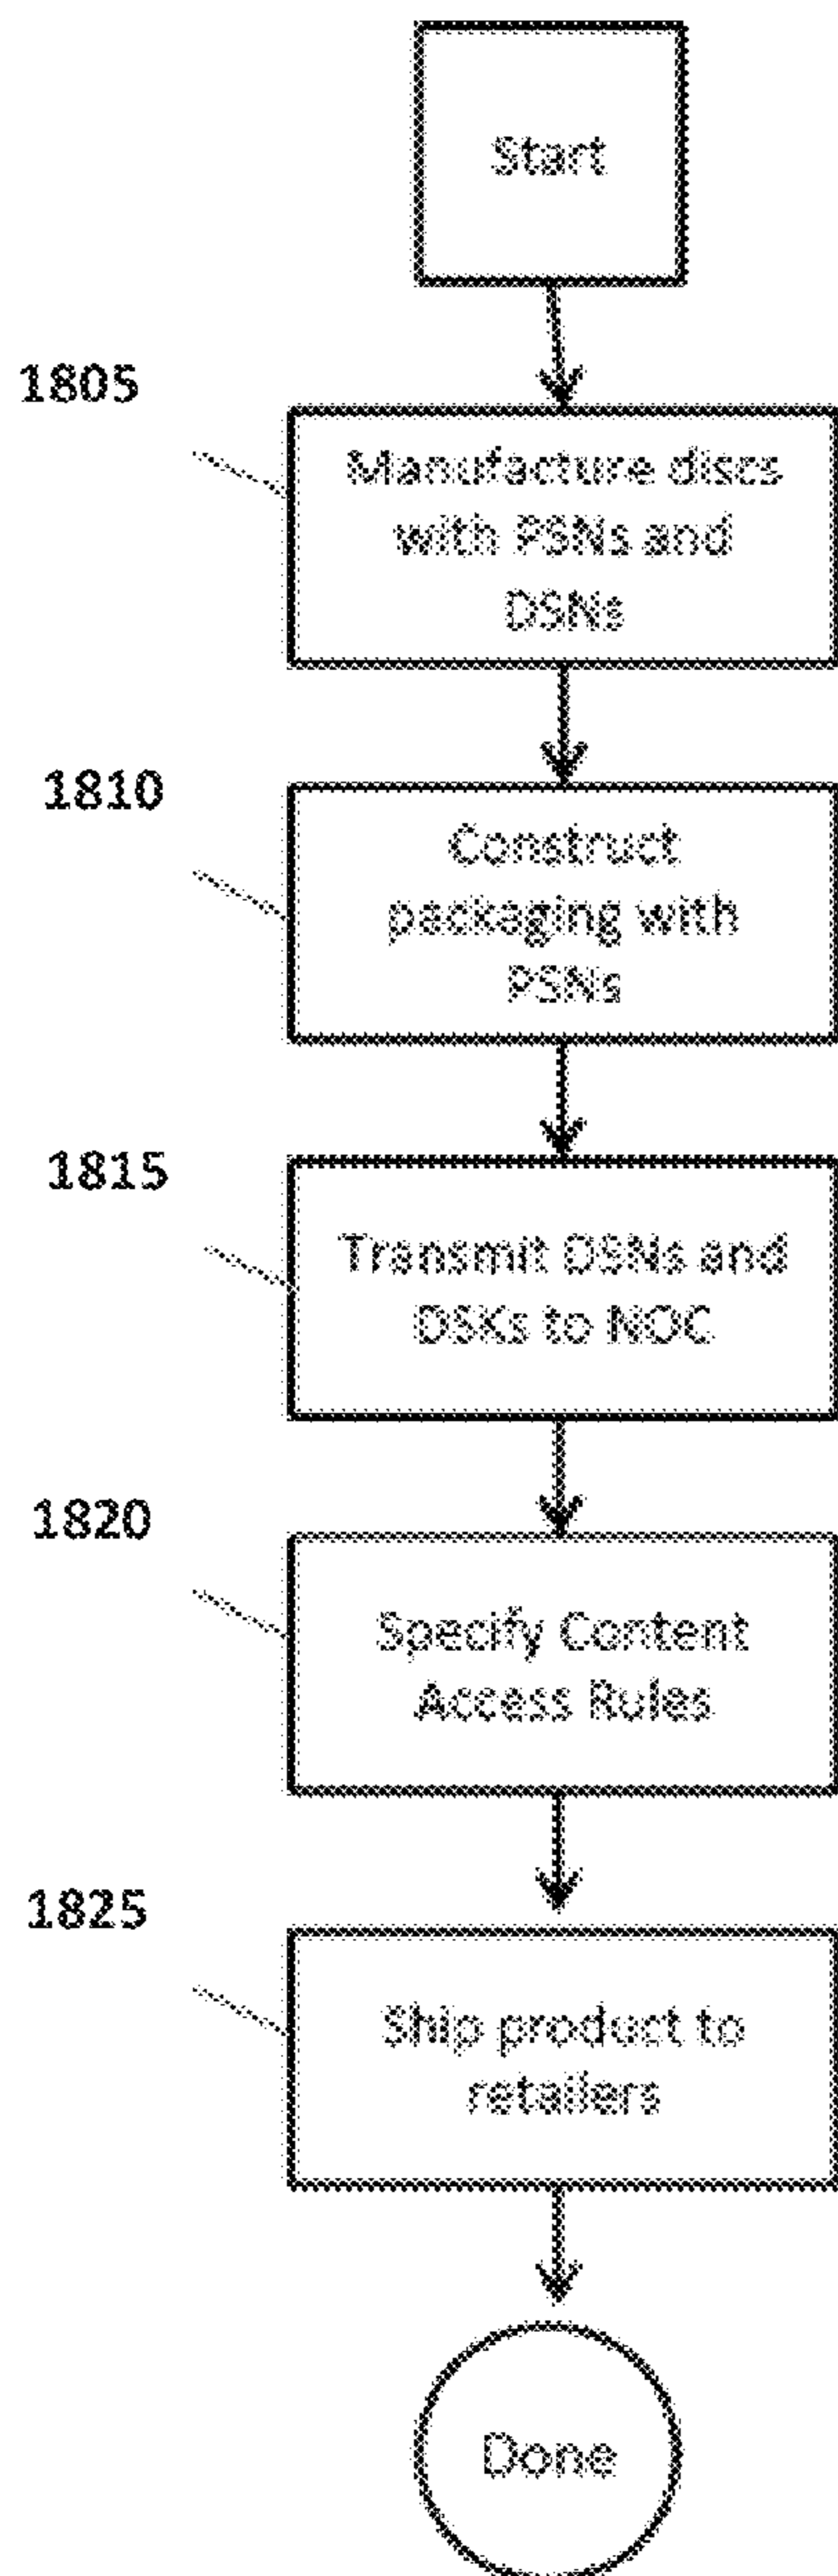 Start
1805
Manufacture discs
with PSNs and
DSNs
1810
Construct
packaging with
PSNs
1815
Transmit DSNs and
DSKs to NOC
1820
Specify Content
Access Rules
1825
Ship product to
retailers
Done